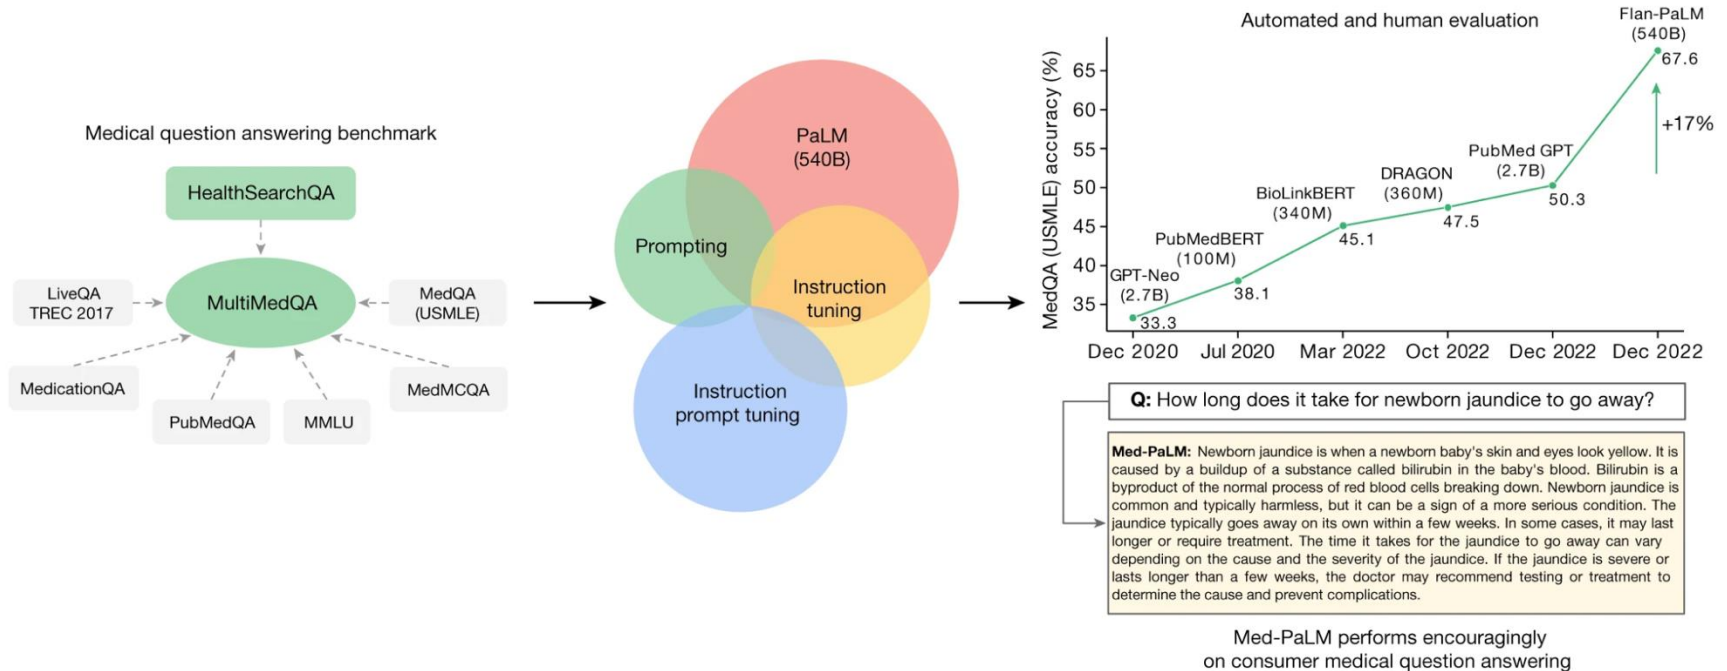 Medical question answering benchmark
HealthSearchQA
MultiMedQA
LiveQA
TREC 2017
MedQA
(USMLE)
MedicationQA
PubMedQA
MMLU
MedMCQA
PaLM
(540B)
Prompting
Instruction
tuning
Instruction
prompt tuning
Automated and human evaluation
MedQA (USMLE) accuracy (%)
65
60
55
50
45
40
35
GPT-Neo
(2.7B)
33.3
PubMedBERT
(100M)
38.1
BioLinkBERT
(340M)
45.1
DRAGON
(360M)
47.5
PubMed GPT
(2.7B)
50.3
Flan-PaLM
(540B)
67.6
+17%
Dec 2020 Jul 2020 Mar 2022 Oct 2022 Dec 2022 Dec 2022
Q: How long does it take for newborn jaundice to go away?
Med-PaLM: Newborn jaundice is when a newborn baby's skin and eyes look yellow. It is
caused by a buildup of a substance called bilirubin in the baby's blood. Bilirubin is a
byproduct of the normal process of red blood cells breaking down. Newborn jaundice is
common and typically harmless, but it can be a sign of a more serious condition. The
jaundice typically goes away on its own within a few weeks. In some cases, it may last
longer or require treatment. The time it takes for the jaundice to go away can vary
depending on the cause and the severity of the jaundice. If the jaundice is severe or
lasts longer than a few weeks, the doctor may recommend testing or treatment to
determine the cause and prevent complications.
Med-PaLM performs encouragingly
on consumer medical question answering